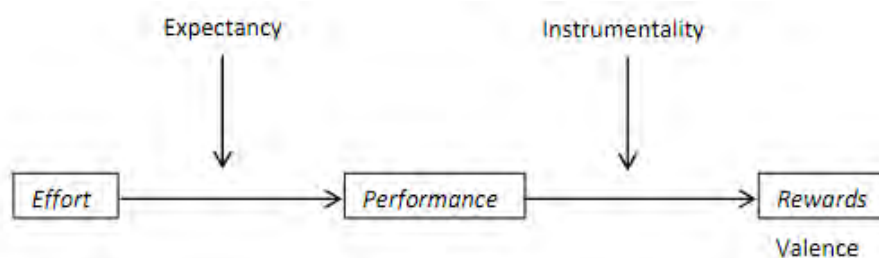 Expectancy
Instrumentality
Effort
Performance
Rewards
Valence